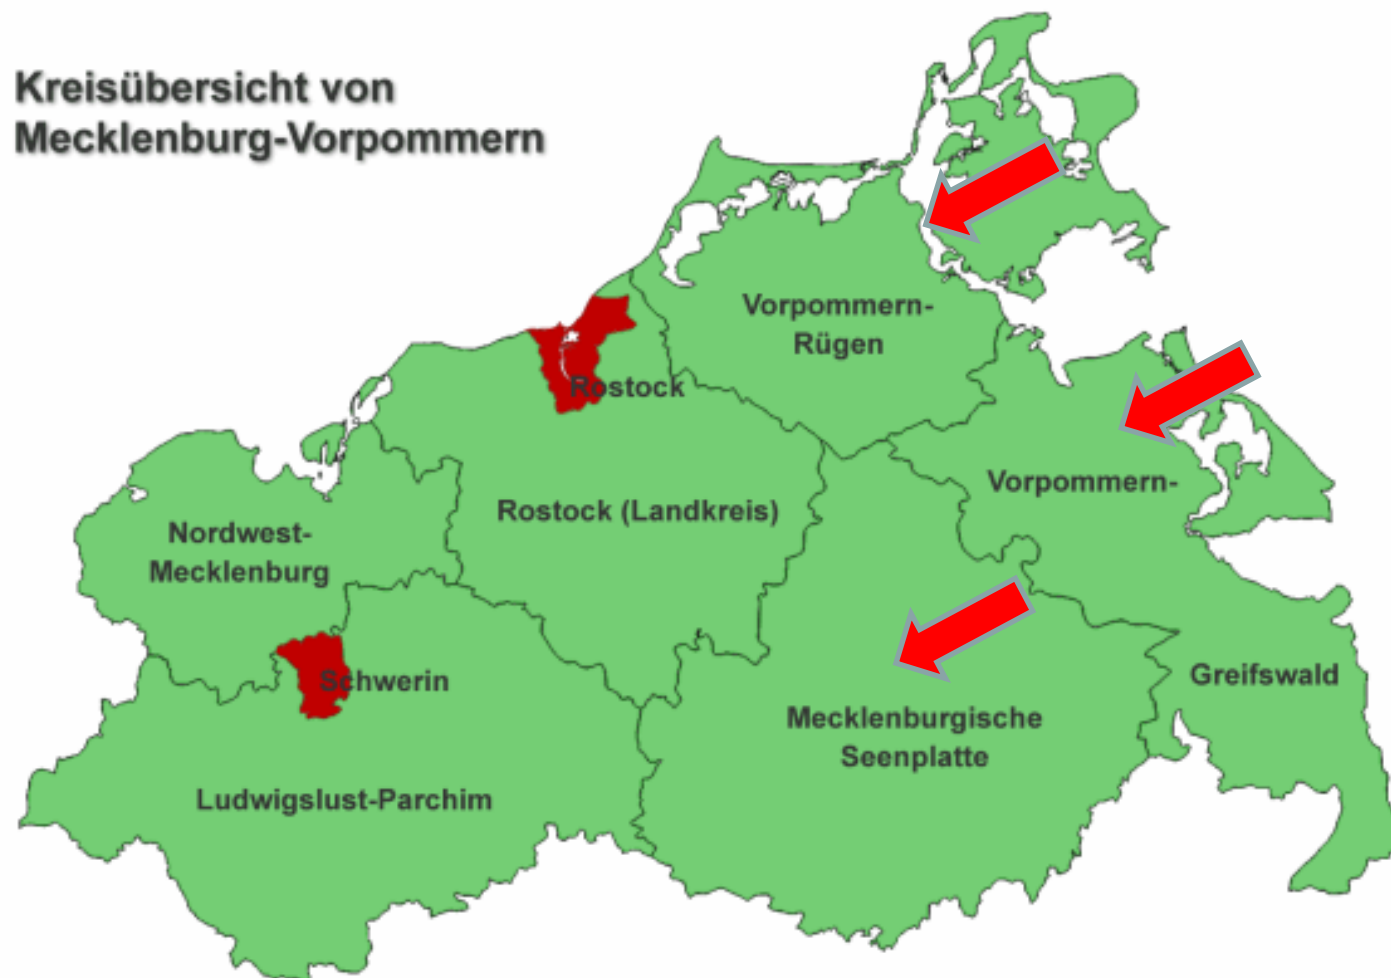 Kreisübersicht von
Mecklenburg-Vorpommern
Vorpommern-
Rügen
Rostock
Vorpommern-
Greifswald
Rostock (Landkreis)
Nordwest-
Mecklenburg
Schwerin
Mecklenburgische
Seenplatte
Ludwigslust-Parchim